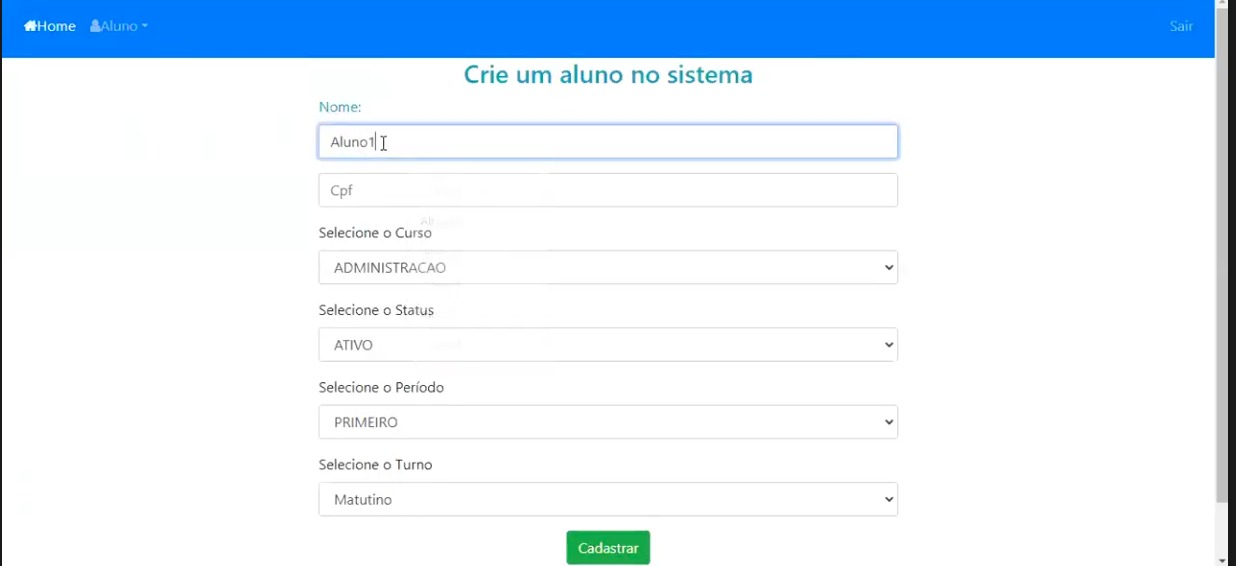 Home Aluno Sair
Crie um aluno no sistema
Nome:
Aluno1
Cpf
Selecione o Curso
ADMINISTRACAO
Selecione o Status
ATIVO
Selecione o Período
PRIMEIRO
Selecione o Turno
Matutino
Cadastrar